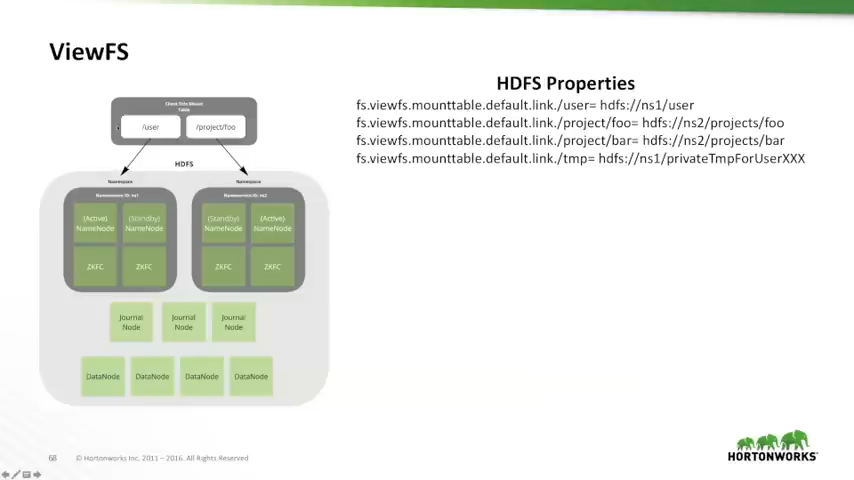 ViewFS
Client Side Mount
Table
/user
/project/foo
HDFS
Namespace
Namespace
Nameservice ID: ns1
Nameservice ID: ns2
(Active)
NameNode
(Standby)
NameNode
(Standby)
NameNode
(Active)
NameNode
ZKFC
ZKFC
ZKFC
ZKFC
Journal
Node
Journal
Node
Journal
Node
DataNode
DataNode
DataNode
DataNode
HDFS Properties
fs.viewfs.mounttable.default.link./user= hdfs://ns1/user
fs.viewfs.mounttable.default.link./project/foo= hdfs://ns2/projects/foo
fs.viewfs.mounttable.default.link./project/bar= hdfs://ns2/projects/bar
fs.viewfs.mounttable.default.link./tmp= hdfs://ns1/privateTmpForUserXXX
68
© Hortonworks Inc. 2011 – 2016. All Rights Reserved
HORTONWORKS